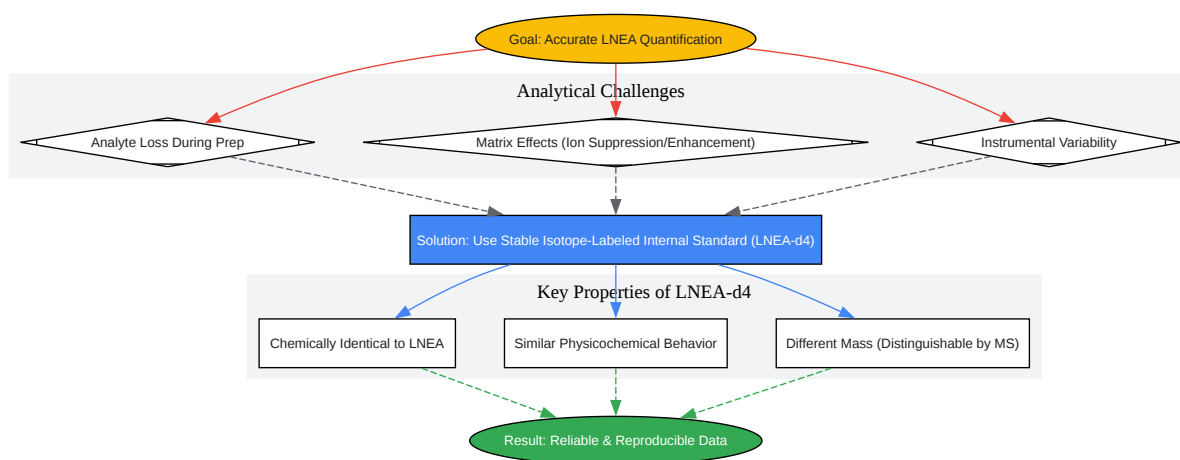 Goal: Accurate LNEA Quantification
Analytical Challenges
Analyte Loss During Prep
Matrix Effects (Ion Suppression/Enhancement)
Instrumental Variability
Solution: Use Stable Isotope-Labeled Internal Standard (LNEA-d4)
Key Properties of LNEA-d4
Chemically Identical to LNEA
Similar Physicochemical Behavior
Different Mass (Distinguishable by MS)
Result: Reliable & Reproducible Data